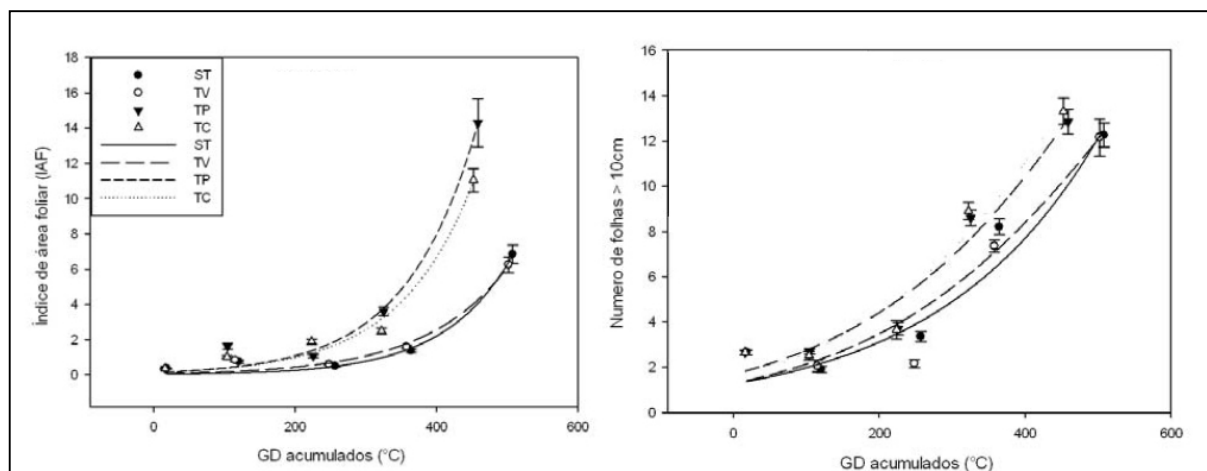 18
16
14
12
10
8
6
4
2
0
Índice de área foliar (IAF)
ST
TV
TP
TC
ST
TV
TP
TC
0
200
400
600
GD acumulados (°C)
16
14
12
10
8
6
4
2
0
Numero de folhas > 10cm
0
200
400
600
GD acumulados (°C)